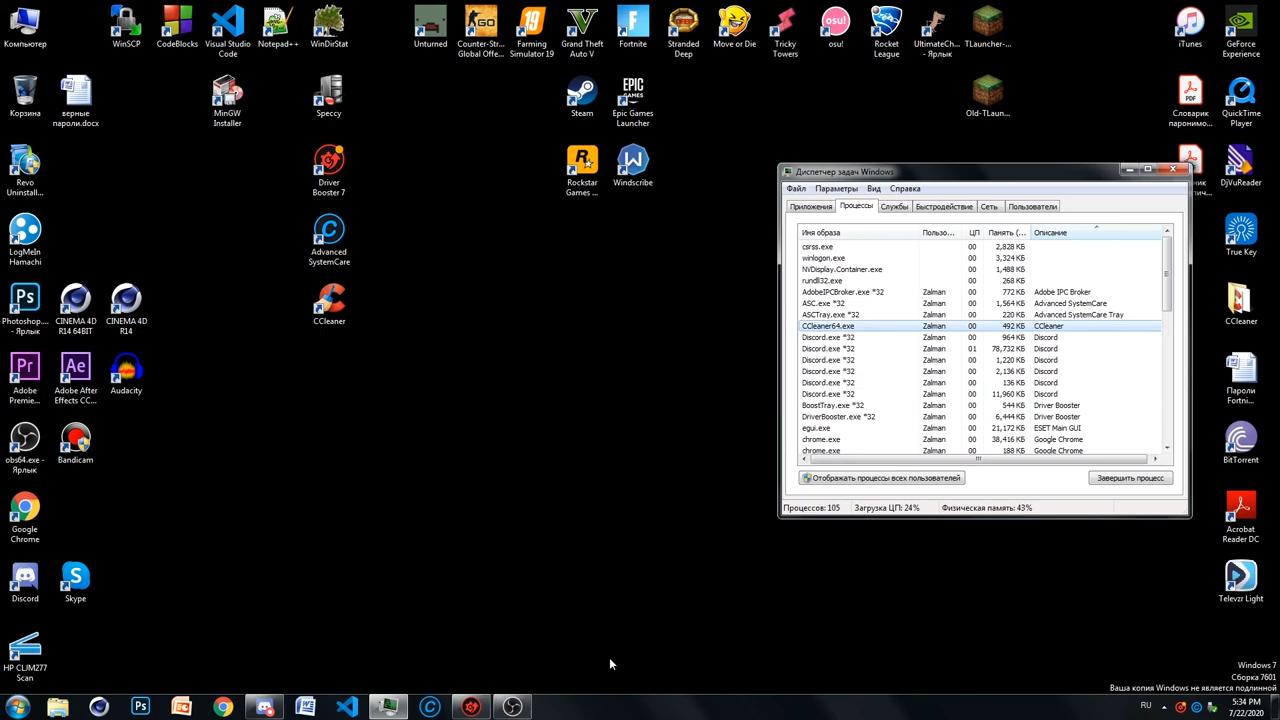 Компьютер
WinSCP
CodeBlocks
Visual Studio
Code
Notepad++
WinDirStat
Unturned
Counter-Str...
Global Offe...
Farming
Simulator 19
Grand Theft
Auto V
Fortnite
Stranded
Deep
Move or Die
Tricky
Towers
osu!
Rocket
League
UltimateCh...
- Ярлык
TLauncher-...
iTunes
GeForce
Experience
Корзина
верные
пароли.docx
MinGW
Installer
Speccy
Steam
Epic Games
Launcher
Old-TLaun...
Словарик
паронимо...
QuickTime
Player
Revo
Uninstall...
Driver
Booster 7
Rockstar
Games ...
Windscribe
DjVuReader
LogMeIn
Hamachi
Advanced
SystemCare
True Key
Photoshop....
- Ярлык
CINEMA 4D
R14 64BIT
CINEMA 4D
R14
CCleaner
CCleaner
Adobe
Premie...
Adobe After
Effects CC...
Audacity
Пароли
Fortni...
obs64.exe -
Ярлык
Bandicam
BitTorrent
Google
Chrome
Acrobat
Reader DC
Discord
Skype
Televzr Light
HP CLJM277
Scan
Диспетчер задач Windows
Файл Параметры Вид Справка
Приложения Процессы Службы Быстродействие Сеть Пользователи
Имя образа Пользо... ЦП Память (... Описание
csrss.exe 00 2,828 КБ
winlogon.exe 00 3,324 КБ
NVDisplay.Container.exe 00 1,488 КБ
rundll32.exe 00 268 КБ
AdobeIPCBroker.exe *32 Zalman 00 772 КБ Adobe IPC Broker
ASC.exe *32 Zalman 00 1,564 КБ Advanced SystemCare
ASCTray.exe *32 Zalman 00 220 КБ Advanced SystemCare Tray
CCleaner64.exe Zalman 00 492 КБ CCleaner
Discord.exe *32 Zalman 00 964 КБ Discord
Discord.exe *32 Zalman 01 78,732 КБ Discord
Discord.exe *32 Zalman 00 1,220 КБ Discord
Discord.exe *32 Zalman 00 2,136 КБ Discord
Discord.exe *32 Zalman 00 136 КБ Discord
Discord.exe *32 Zalman 00 11,960 КБ Discord
BoostTray.exe *32 Zalman 00 544 КБ Driver Booster
DriverBooster.exe *32 Zalman 00 6,444 КБ Driver Booster
egui.exe Zalman 00 21,172 КБ ESET Main GUI
chrome.exe Zalman 00 38,416 КБ Google Chrome
chrome.exe Zalman 00 188 КБ Google Chrome
Отображать процессы всех пользователей Завершить процесс
Процессов: 105 Загрузка ЦП: 24% Физическая память: 43%
Windows 7
Сборка 7601
Ваша копия Windows не является подлинной
RU
5:34 PM
7/22/2020